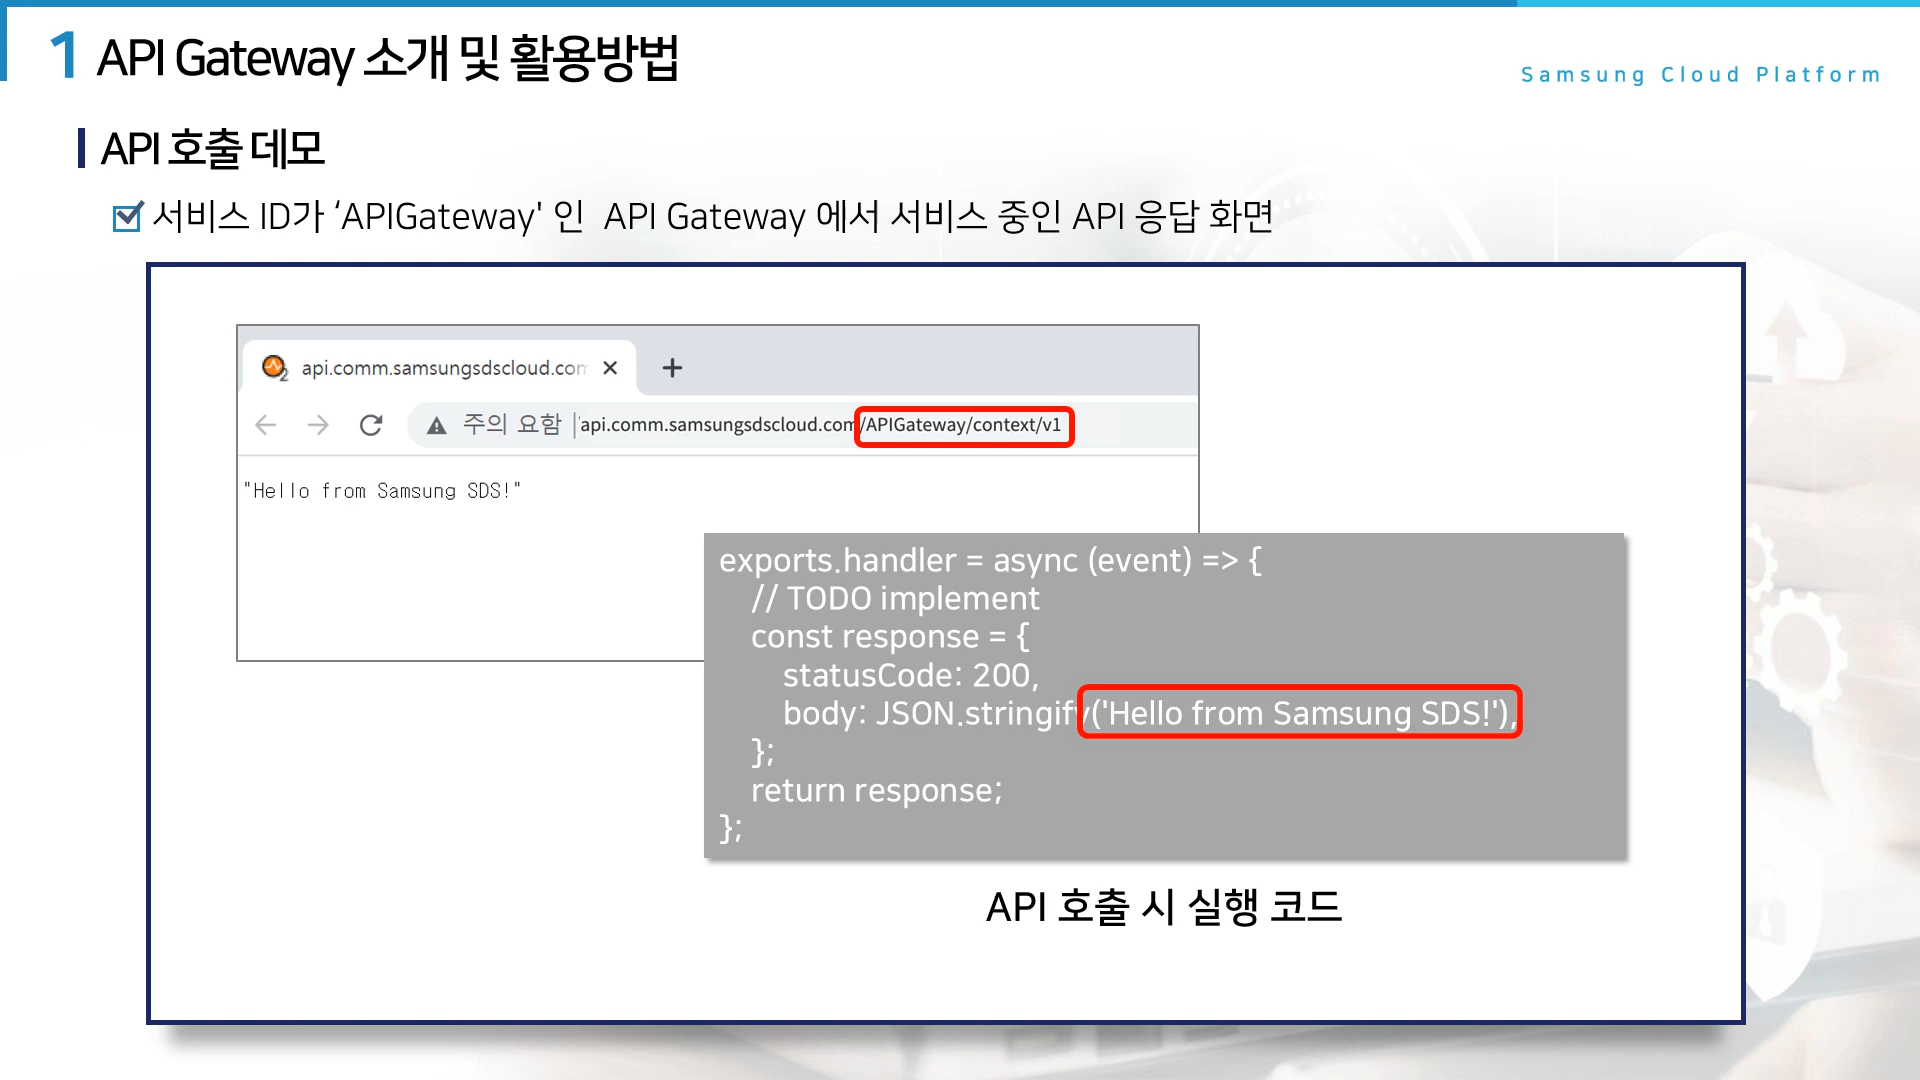 1 API Gateway 소개 및 활용방법
Samsung Cloud Platform
API 호출 데모
서비스 ID가 ‘APIGateway' 인 API Gateway 에서 서비스 중인 API 응답 화면
api.comm.samsungsdscloud.com
주의 요함 | api.comm.samsungsdscloud.com/APIGateway/context/v1
"Hello from Samsung SDS!"
exports.handler = async (event) => {
// TODO implement
const response = {
statusCode: 200,
body: JSON.stringify('Hello from Samsung SDS!'),
};
return response;
};
API 호출 시 실행 코드